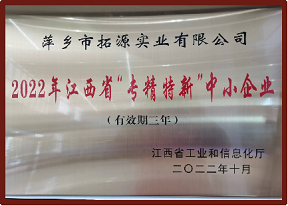 萍乡市拓源实业有限公司
2022年江西省“专精特新”中小企业
（有效期三年）
江西省工业和信息化厅
二〇二二年十月